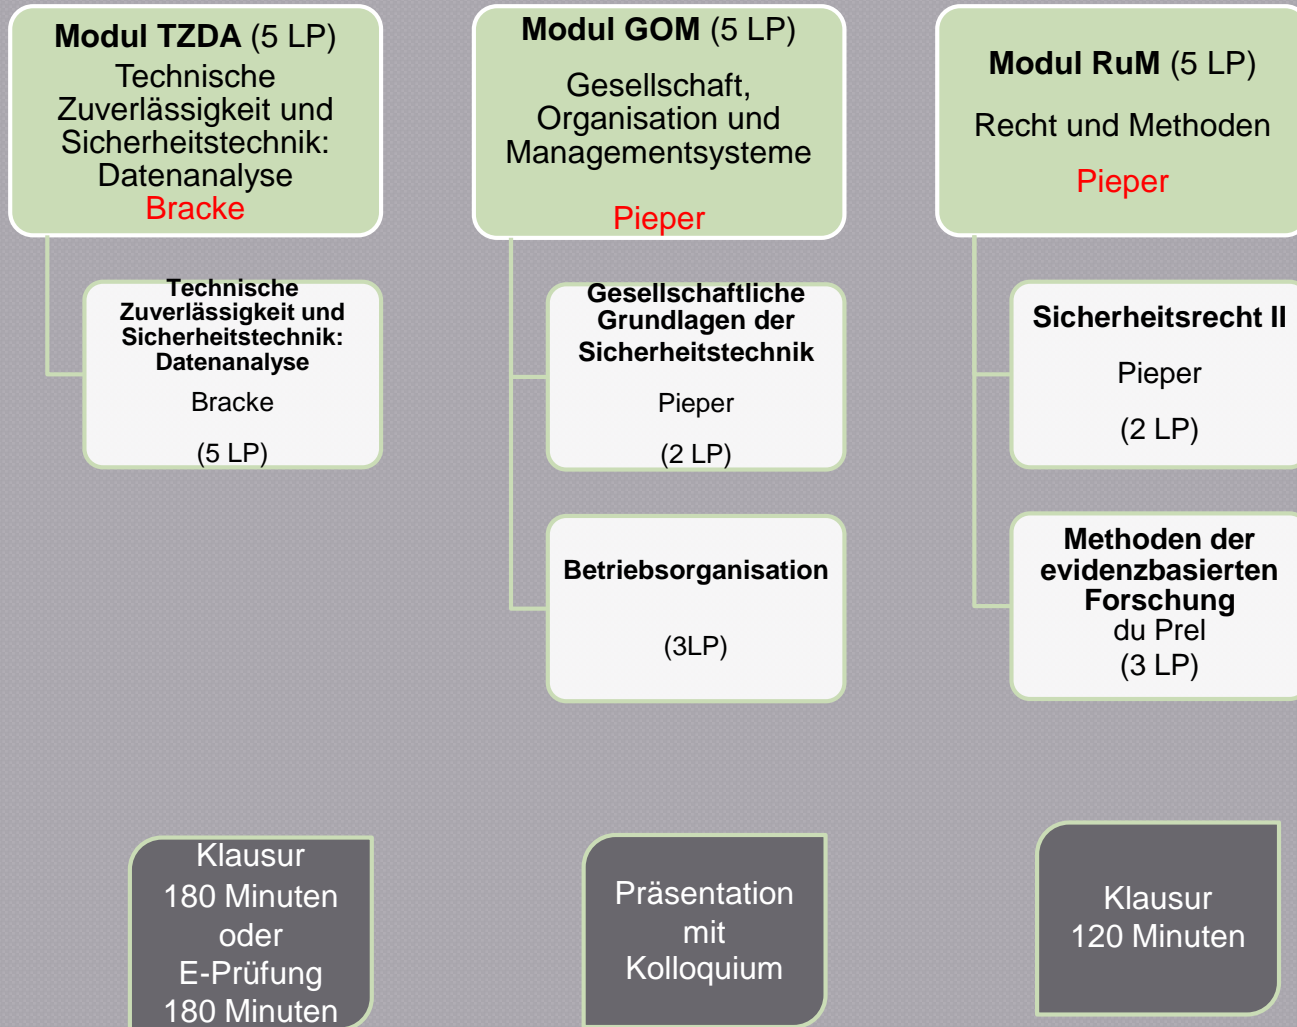 Modul TZDA (5 LP)
Technische
Zuverlässigkeit und
Sicherheitstechnik:
Datenanalyse
Bracke
Technische
Zuverlässigkeit und
Sicherheitstechnik:
Datenanalyse
Bracke
(5 LP)
Klausur
180 Minuten
oder
E-Prüfung
180 Minuten
Modul GOM (5 LP)
Gesellschaft,
Organisation und
Managementsysteme
Pieper
Gesellschaftliche
Grundlagen der
Sicherheitstechnik
Pieper
(2 LP)
Betriebsorganisation
(3LP)
Präsentation
mit
Kolloquium
Modul RuM (5 LP)
Recht und Methoden
Pieper
Sicherheitsrecht II
Pieper
(2 LP)
Methoden der
evidenzbasierten
Forschung
du Prel
(3 LP)
Klausur
120 Minuten